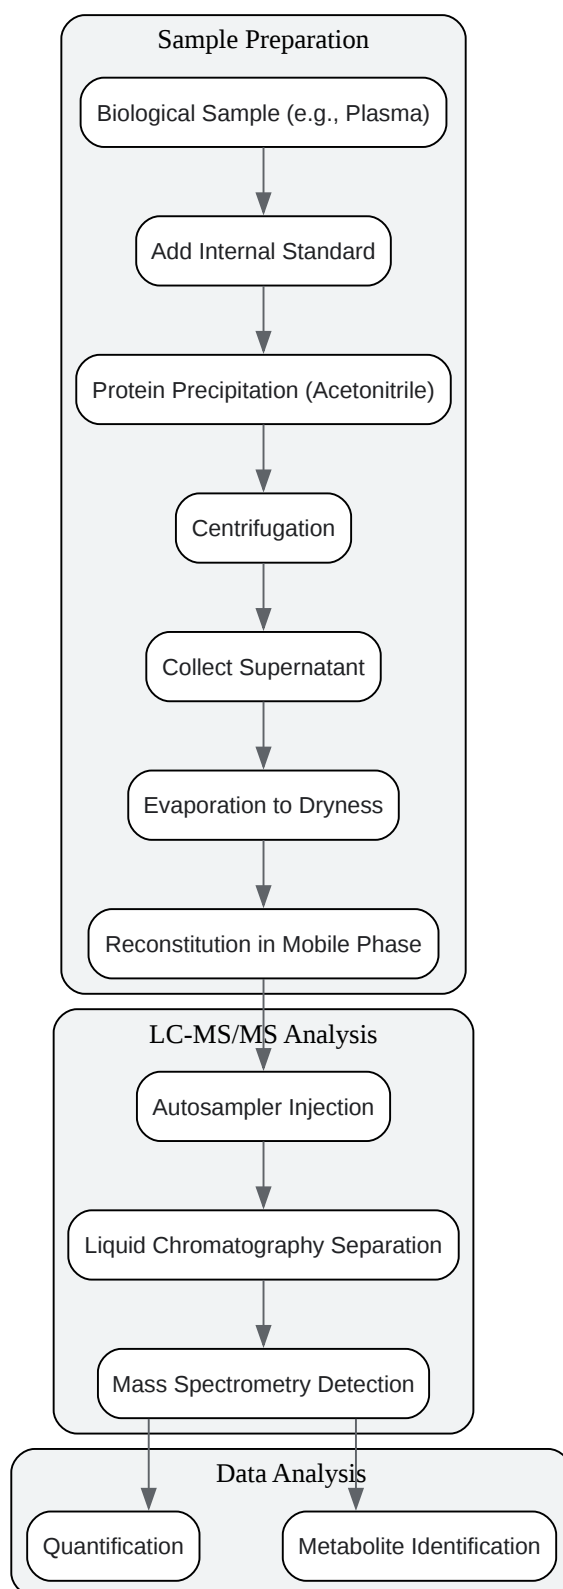 Sample Preparation
Biological Sample (e.g., Plasma)
Add Internal Standard
Protein Precipitation (Acetonitrile)
Centrifugation
Collect Supernatant
Evaporation to Dryness
Reconstitution in Mobile Phase
LC-MS/MS Analysis
Autosampler Injection
Liquid Chromatography Separation
Mass Spectrometry Detection
Data Analysis
Quantification
Metabolite Identification